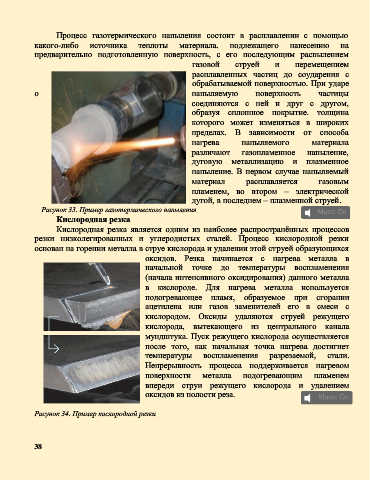 Процесс газотермического напыления состоит в расплавлении с помощью
какого-либо источника теплоты материала, подлежащего нанесению на
предварительно подготовленную поверхность, с его последующим распылением
газовой струей и перемещением
расплавленных частиц до соударения с
обрабатываемой поверхностью. При ударе
о напыляемую поверхность частицы
соединяются с ней и друг с другом,
образуя сплошное покрытие, толщина
которого может изменяться в широких
пределах. В зависимости от способа
нагрева напыляемого материала
различают газопламенное напыление,
дуговую металлизацию и плазменное
напыление. В первом случае напыляемый
материал расплавляется газовым
пламенем, во втором – электрической
дугой, в последнем – плазменной струей.
Рисунок 33. Пример газотермического напыления
Кислородная резка
Кислородная резка является одним из наиболее распространённых процессов
резки низколегированных и углеродистых сталей. Процесс кислородной резки
основан на горении металла в струе кислорода и удалении этой струей образующихся
оксидов. Резка начинается с нагрева металла в
начальной точке до температуры воспламенения
(начала интенсивного оксидирования) данного металла
в кислороде. Для нагрева металла используется
подогревающее пламя, образуемое при сгорании
ацетилена или газов заменителей его в смеси с
кислородом. Оксиды удаляются струей режущего
кислорода, вытекающего из центрального канала
мундштука. Пуск режущего кислорода осуществляется
после того, как начальная точка нагрева достигнет
температуры воспламенения разрезаемой, стали.
Непрерывность процесса поддерживается нагревом
поверхности металла подогревающим пламенем
впереди струи режущего кислорода и удалением
оксидов из полости реза.
Рисунок 34. Пример кислородной резки
38